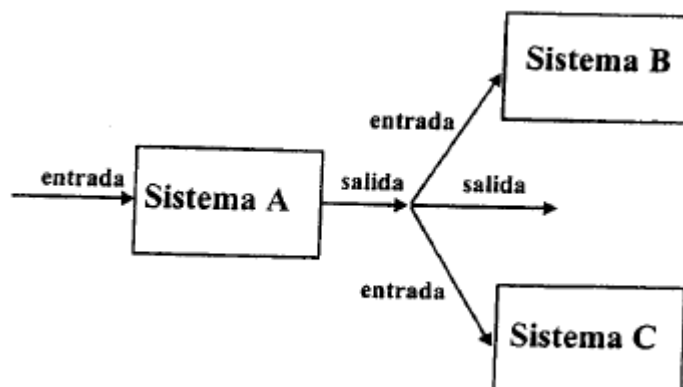 Sistema B
entrada
entrada
salida
salida
Sistema A
entrada
Sistema C